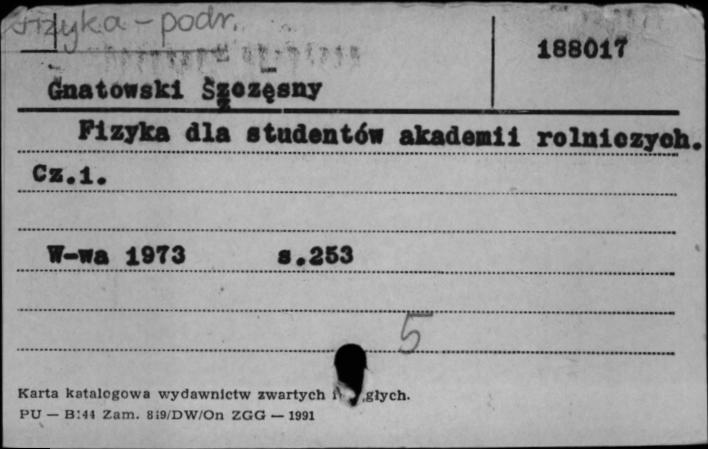 Fizyka - podr.
188017
Gnatowski Szczęsny
Fizyka dla studentów akademii rolniczych.
Cz.1.
W-wa 1973 s.253
5
Karta katalogowa wydawnictw zwartych głych.
PU — B:44 Zam. 819/DW/On ZGG — 1991